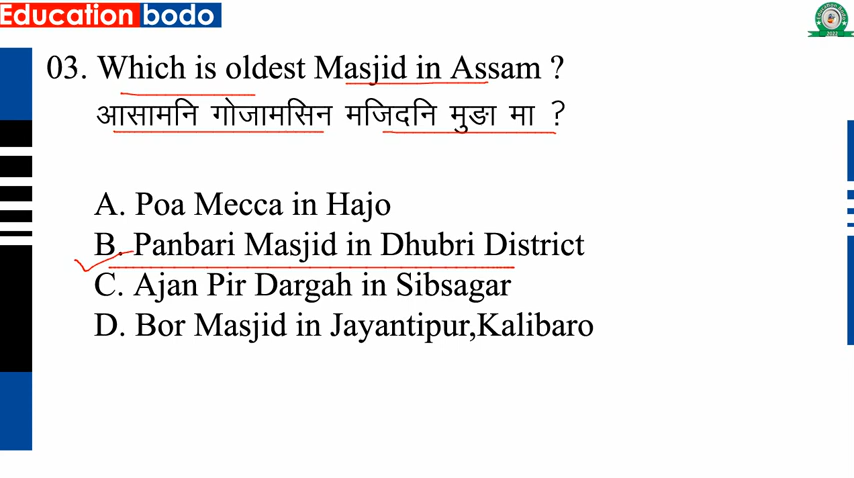 Education bodo
03. Which is oldest Masjid in Assam ?
आसामनि गोजामसिन मजिदनि मुङा मा ?
A. Poa Mecca in Hajo
B. Panbari Masjid in Dhubri District
C. Ajan Pir Dargah in Sibsagar
D. Bor Masjid in Jayantipur,Kalibaro